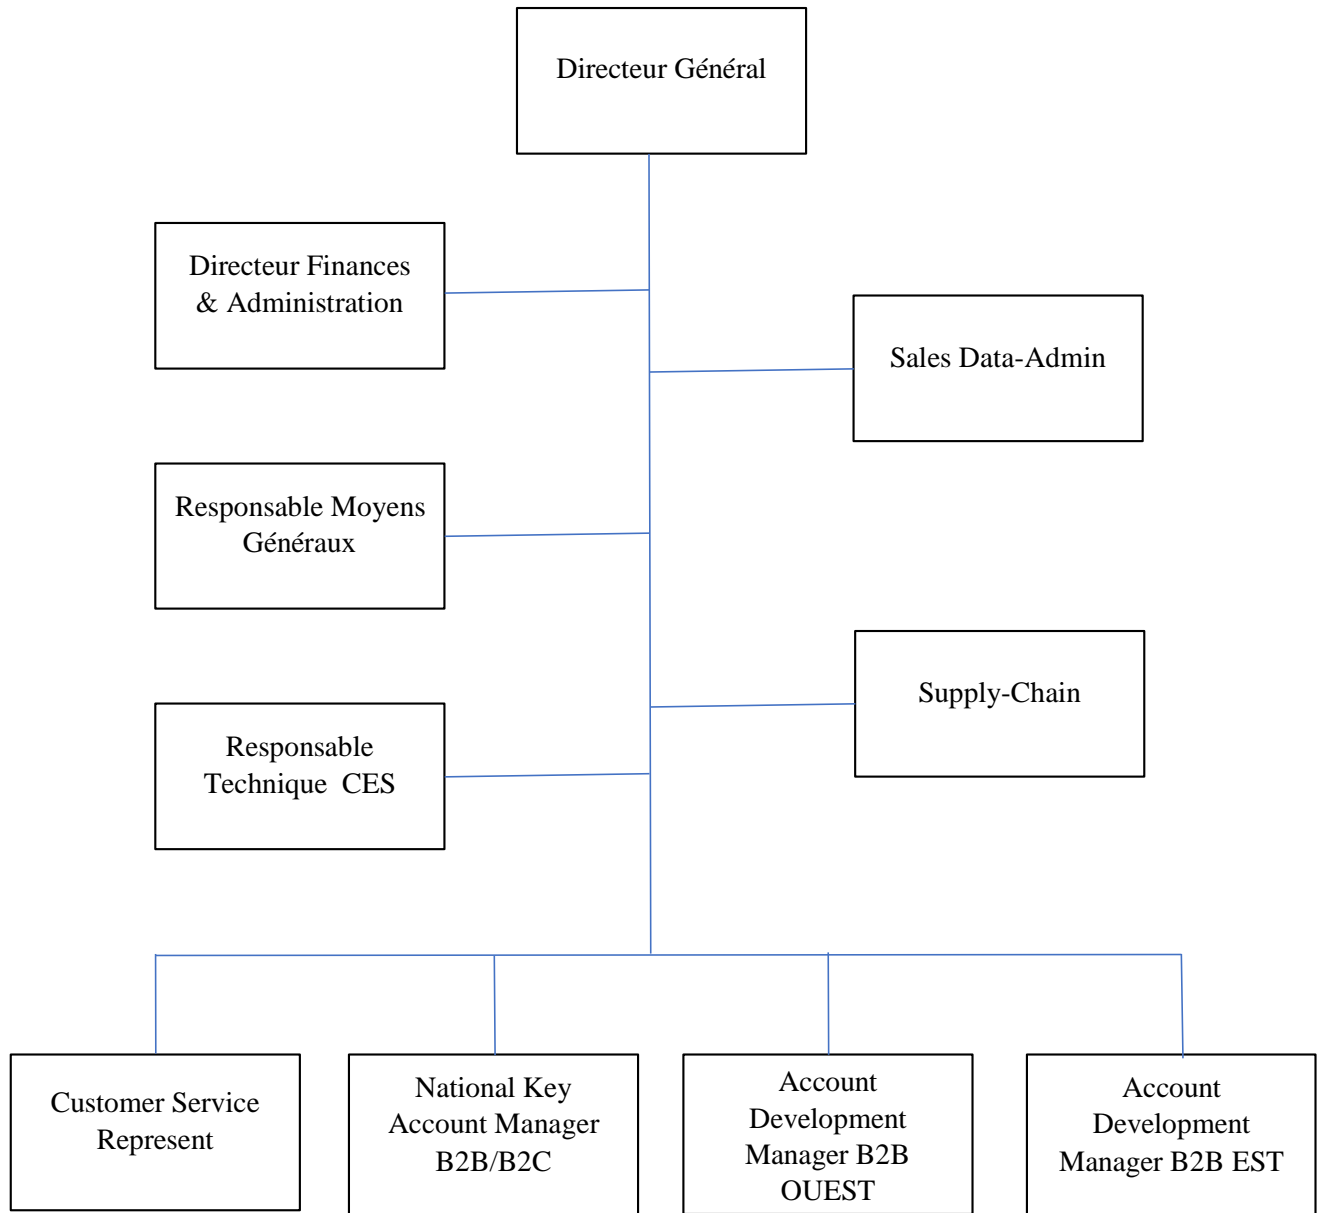 Directeur Général
Directeur Finances
& Administration
Sales Data-Admin
Responsable Moyens
Généraux
Supply-Chain
Responsable
Technique  CES
Customer Service
Represent
National Key
Account Manager
B2B/B2C
Account
Development
Manager B2B
OUEST
Account
Development
Manager B2B EST